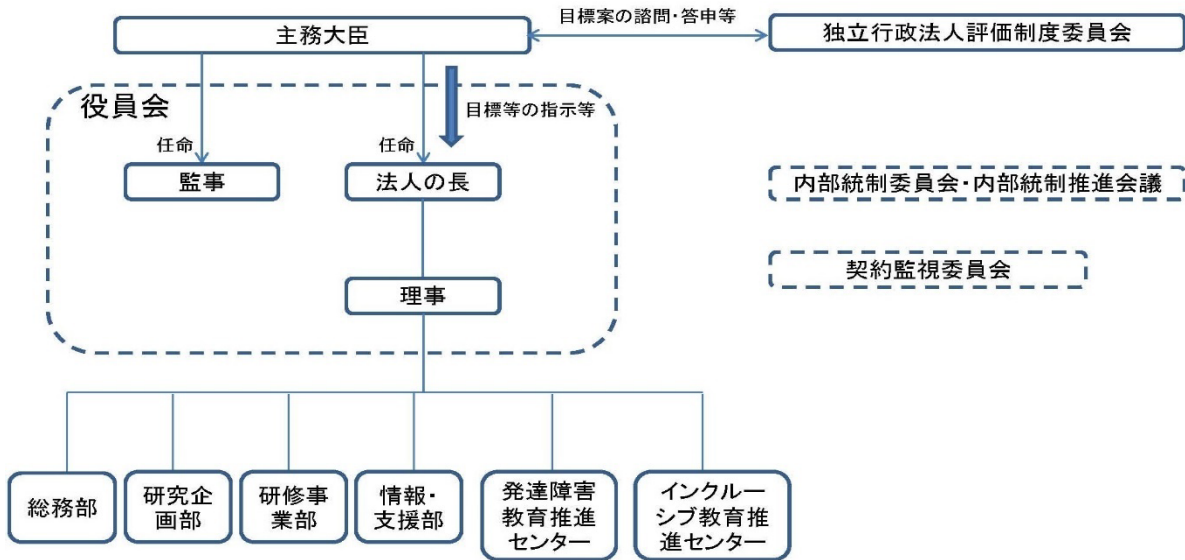 目標案の諮問・答申等
主務大臣
独立行政法人評価制度委員会
役員会
目標等の指示等
任命
任命
監事
法人の長
内部統制委員会・内部統制推進会議
契約監視委員会
理事
総務部
研究企
画部
研修事
業部
情報・
支援部
発達障害
教育推進
センター
インクルー
シブ教育推
進センター